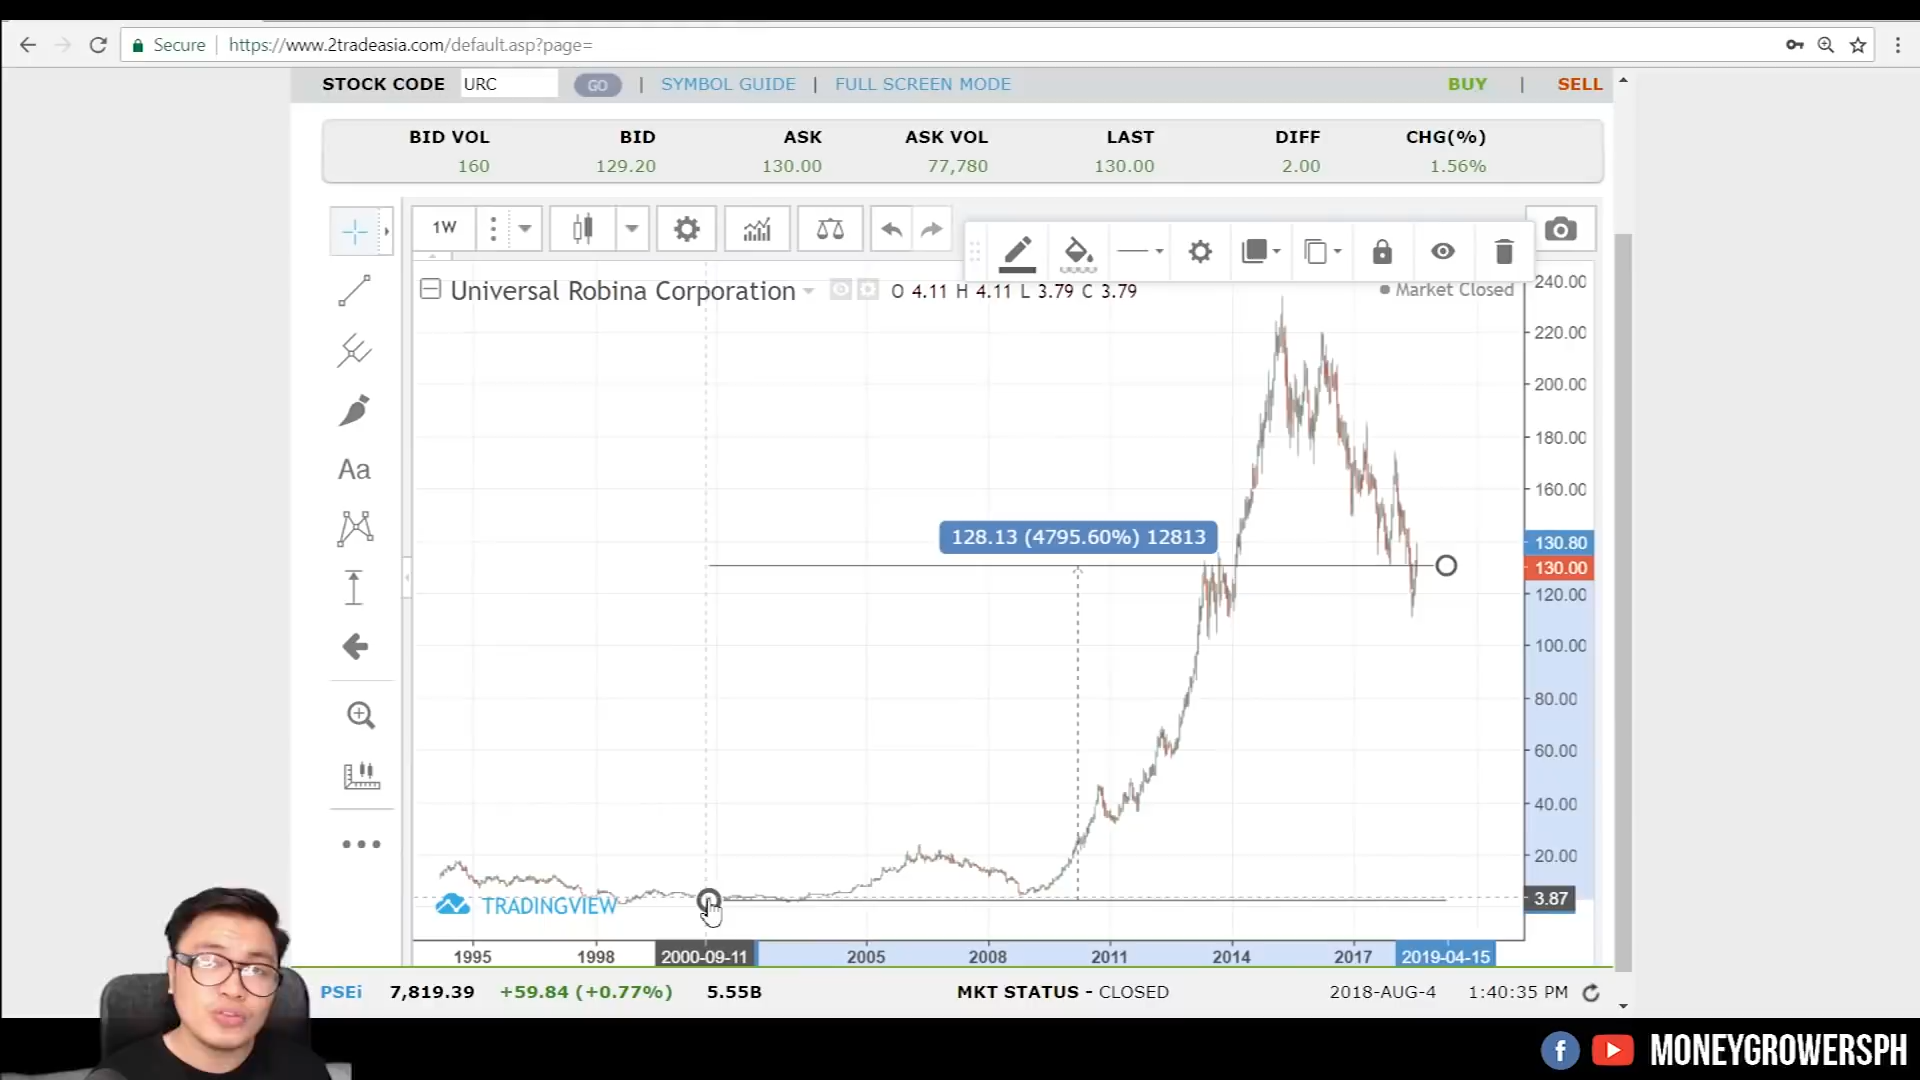 Secure https://www.2tradeasia.com/default.asp?page=
STOCK CODE URC GO | SYMBOL GUIDE | FULL SCREEN MODE BUY | SELL
BID VOL BID ASK ASK VOL LAST DIFF CHG(%)
160 129.20 130.00 77,780 130.00 2.00 1.56%
1W
Universal Robina Corporation O 4.11 H 4.11 L 3.79 C 3.79 Market Closed
240.00
220.00
200.00
180.00
Aa
160.00
128.13 (4795.60%) 12813
130.80
130.00
120.00
100.00
80.00
60.00
40.00
20.00
3.87
TRADINGVIEW
1995 1998 2000-09-11 2005 2008 2011 2014 2017 2019-04-15
PSEi 7,819.39 +59.84 (+0.77%) 5.55B MKT STATUS - CLOSED 2018-AUG-4 1:40:35 PM
f MONEYGROWERSPH